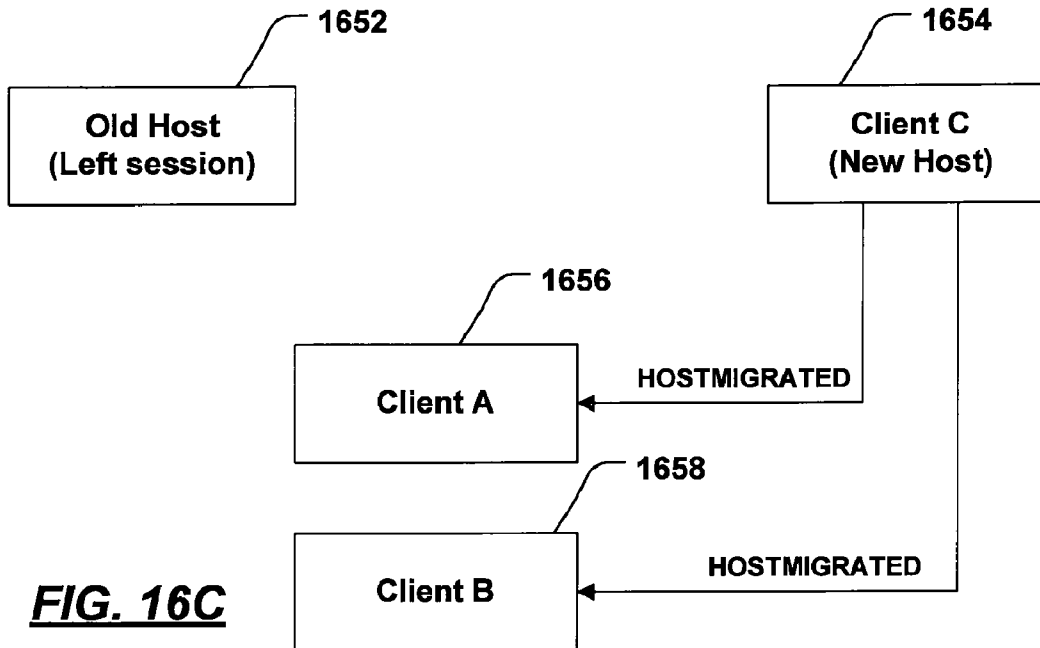 1652
1654
Old Host
(Left session)
Client C
(New Host)
1656
Client A
HOSTMIGRATED
1658
Client B
HOSTMIGRATED
FIG. 16C